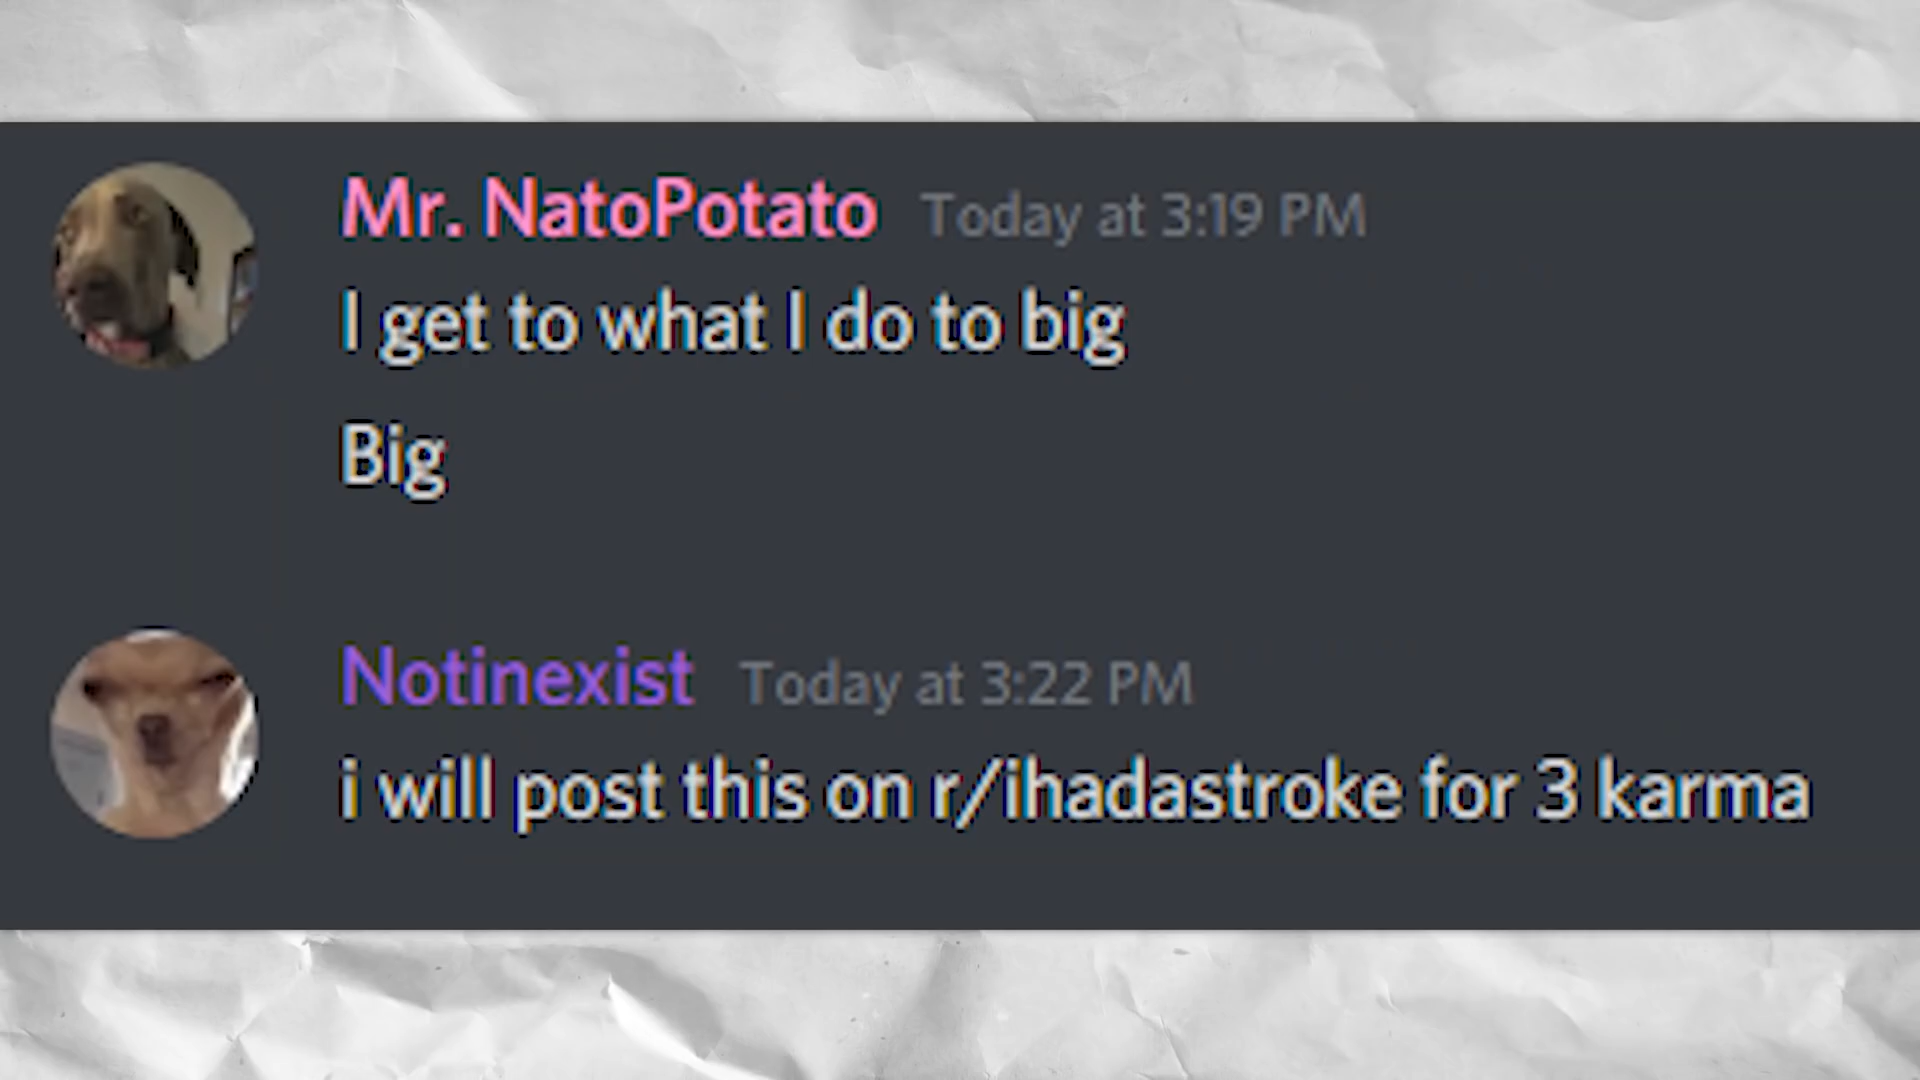 Mr. NatoPotato Today at 3:19 PM
I get to what I do to big
Big
Notinexist Today at 3:22 PM
i will post this on r/ihadastroke for 3 karma